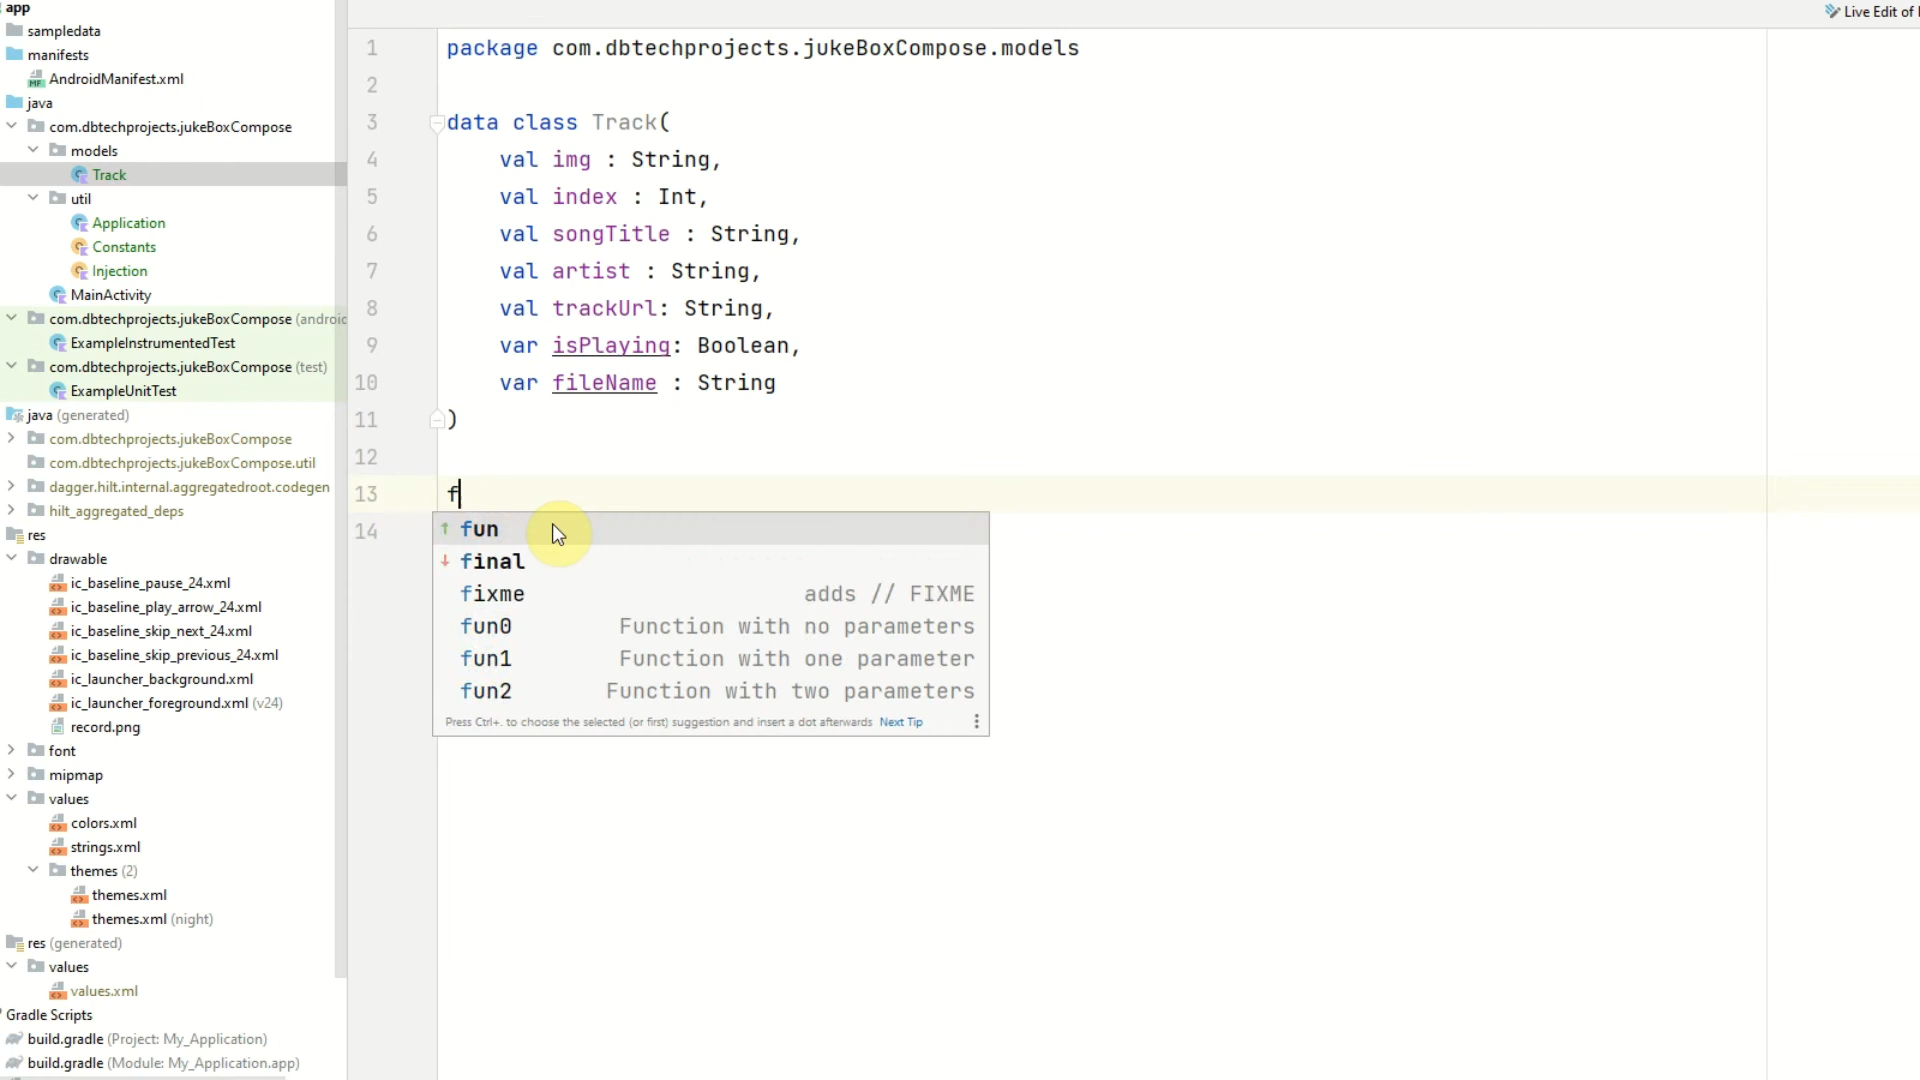 app
sampledata
manifests
AndroidManifest.xml
java
com.dbtechprojects.jukeBoxCompose
models
Track
util
Application
Constants
Injection
MainActivity
com.dbtechprojects.jukeBoxCompose (androic
ExampleInstrumentedTest
com.dbtechprojects.jukeBoxCompose (test)
ExampleUnitTest
java (generated)
com.dbtechprojects.jukeBoxCompose
com.dbtechprojects.jukeBoxCompose.util
dagger.hilt.internal.aggregatedroot.codegen
hilt_aggregated_deps
res
drawable
ic_baseline_pause_24.xml
ic_baseline_play_arrow_24.xml
ic_baseline_skip_next_24.xml
ic_baseline_skip_previous_24.xml
ic_launcher_background.xml
ic_launcher_foreground.xml (v24)
record.png
font
mipmap
values
colors.xml
strings.xml
themes (2)
themes.xml
themes.xml (night)
res (generated)
values
values.xml
Gradle Scripts
build.gradle (Project: My_Application)
build.gradle (Module: My_Application.app)
Live Edit of
1 package com.dbtechprojects.jukeBoxCompose.models
2
3 data class Track(
4 val img : String,
5 val index : Int,
6 val songTitle : String,
7 val artist : String,
8 val trackUrl: String,
9 var isPlaying: Boolean,
10 var fileName : String
11 )
12
13 f
14
fun
final
fixme adds // FIXME
fun0 Function with no parameters
fun1 Function with one parameter
fun2 Function with two parameters
Press Ctrl+. to choose the selected (or first) suggestion and insert a dot afterwards Next Tip